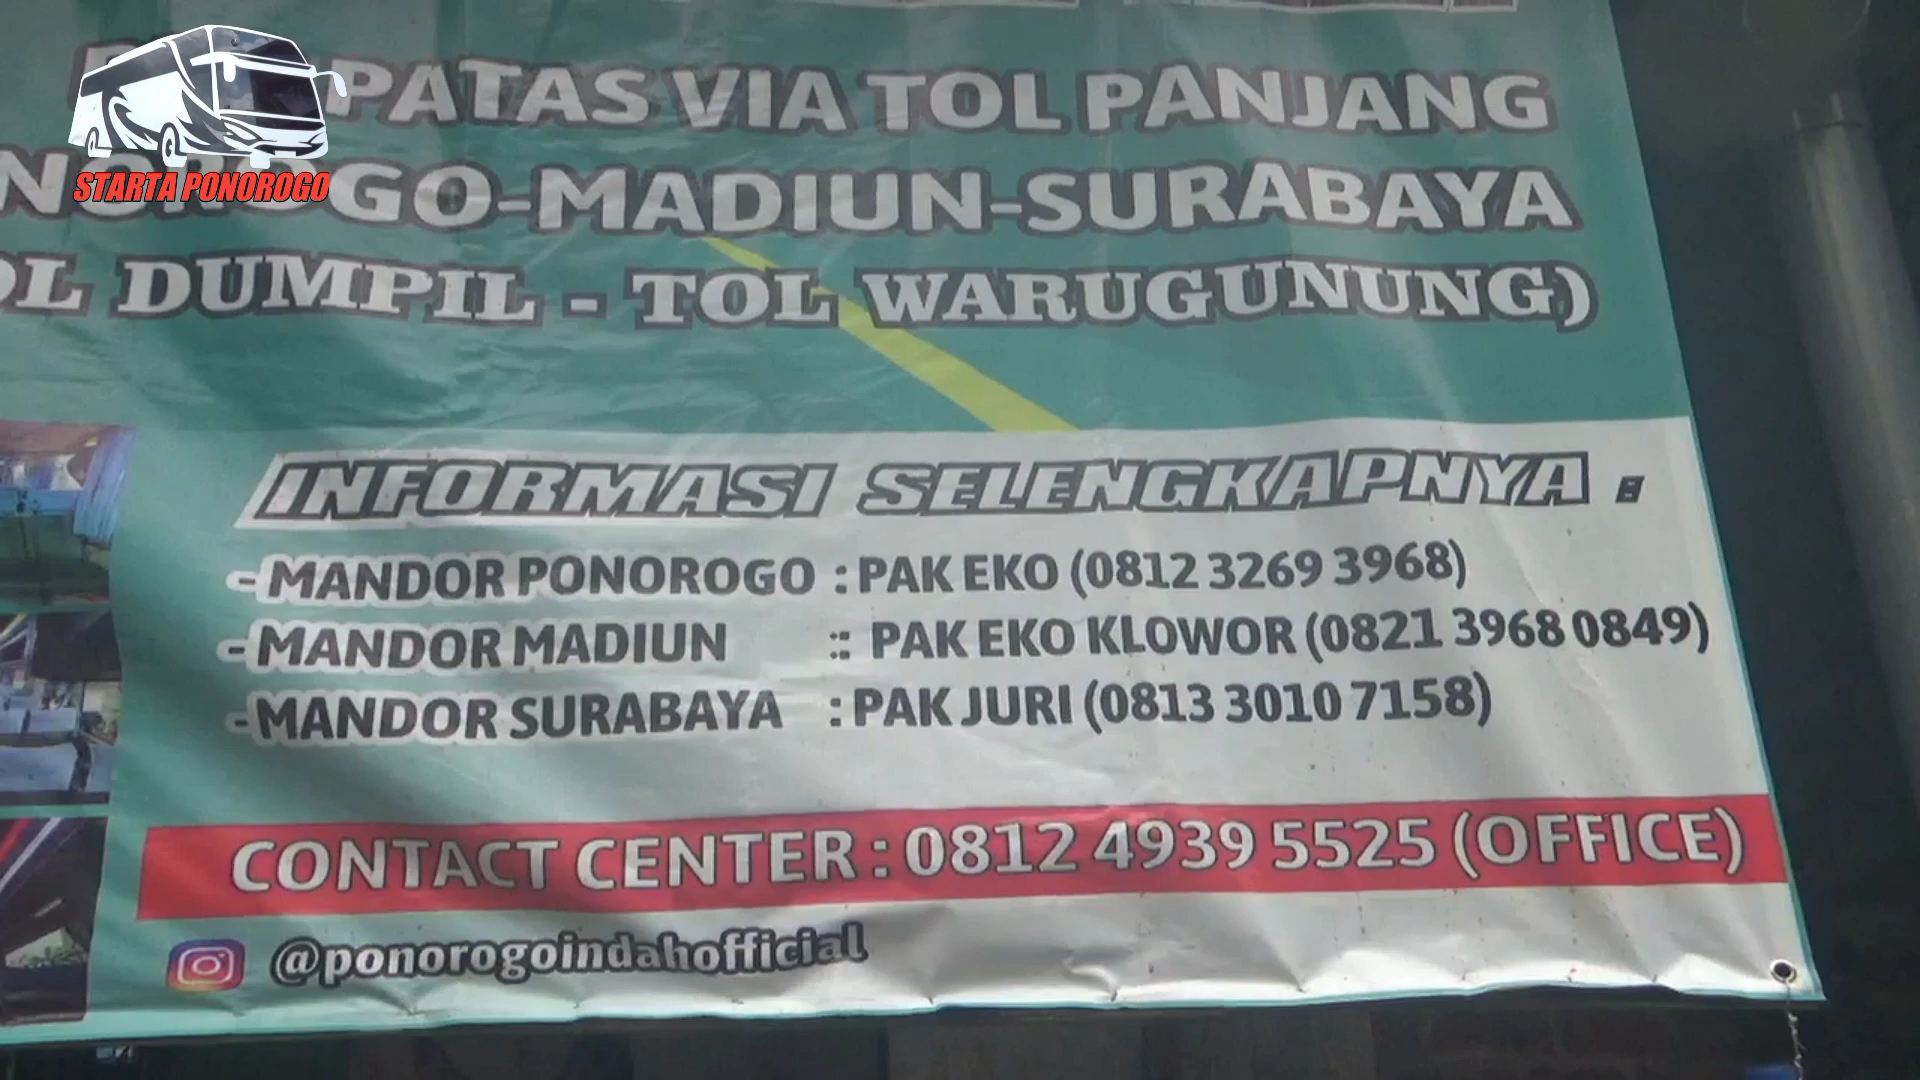 PATAS VIA TOL PANJANG
NOROGO-MADIUN-SURABAYA
OL DUMPIL - TOL WARUGUNUNG)
STARTA PONOROGO
INFORMASI SELENGKAPNYA :
- MANDOR PONOROGO : PAK EKO (0812 3269 3968)
- MANDOR MADIUN :: PAK EKO KLOWOR (0821 3968 0849)
- MANDOR SURABAYA : PAK JURI (0813 3010 7158)
CONTACT CENTER : 0812 4939 5525 (OFFICE)
@ponorogoindahofficial